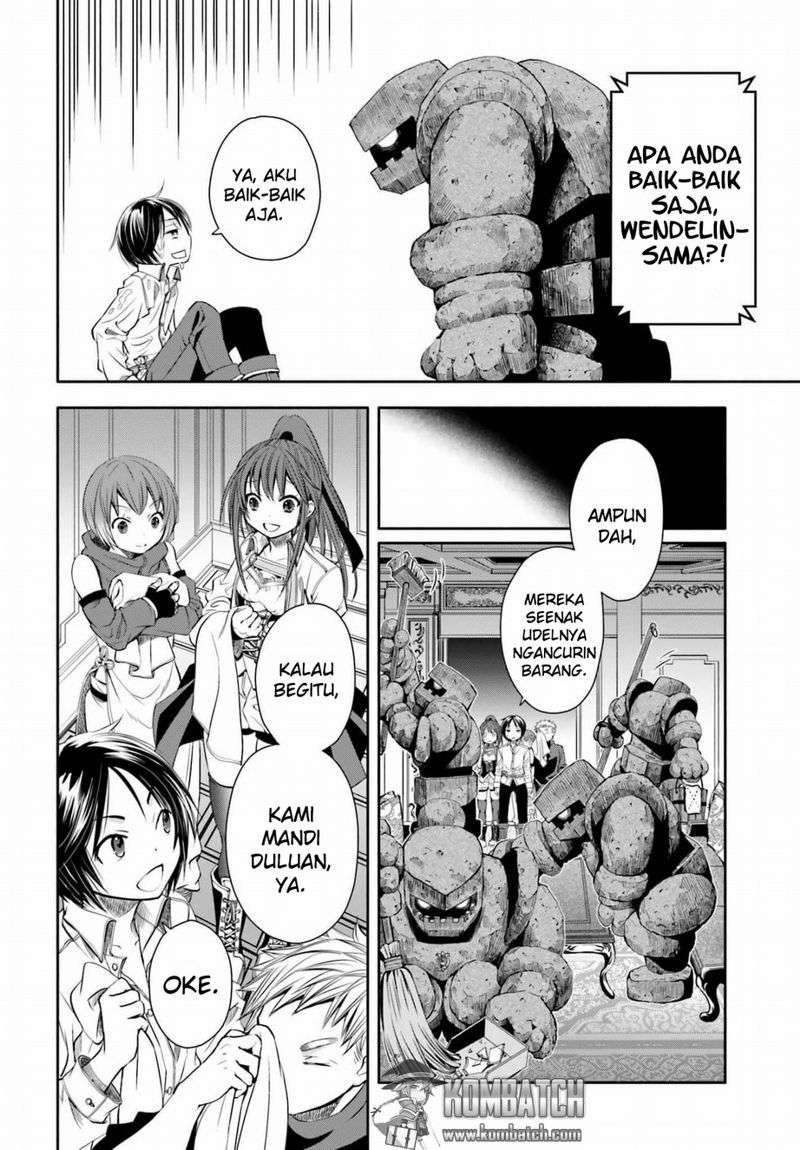 APA ANDA
BAIK-BAIK
SAJA,
WENDELIN-
SAMA?!
YA, AKU
BAIK-BAIK
AJA.
AMPUN
DAH,
MEREKA
SEENAK
UDELNYA
NGANCURIN
BARANG.
KALAU
BEGITU,
KAMI
MANDI
DULUAN,
YA.
OKE.
KOMBATCH
www.kombatch.com